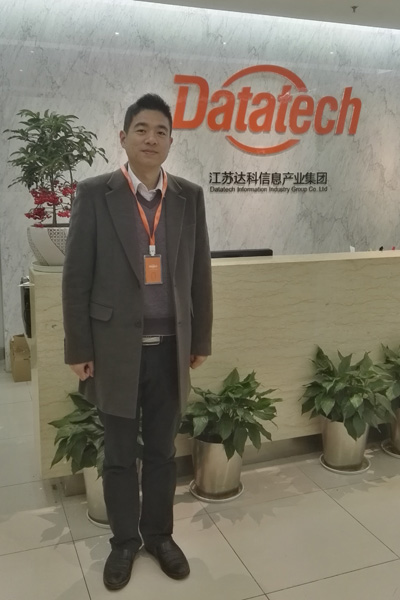 Datatech
江苏达科信息产业集团
Datatech Information Industry Group Co. Ltd